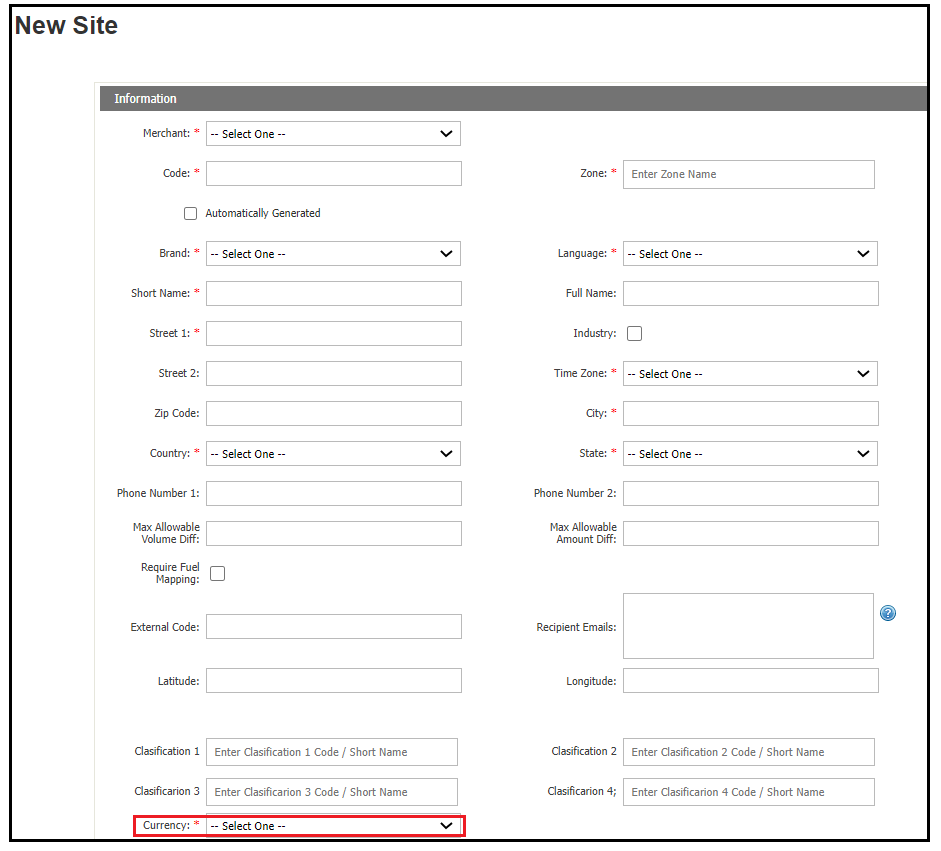 New Site
Information
Merchant: * -- Select One --
Code: * Zone: * Enter Zone Name
Automatically Generated
Brand: * -- Select One -- Language: * -- Select One --
Short Name: * Full Name:
Street 1: * Industry:
Street 2: Time Zone: * -- Select One --
Zip Code: City: *
Country: * -- Select One -- State: * -- Select One --
Phone Number 1: Phone Number 2:
Max Allowable
Volume Diff:
Max Allowable
Amount Diff:
Require Fuel
Mapping:
External Code: Recipient Emails: ?
Latitude: Longitude:
Clasification 1 Enter Clasification 1 Code / Short Name Clasification 2 Enter Clasification 2 Code / Short Name
Clasificarion 3 Enter Clasificarion 3 Code / Short Name Clasificarion 4; Enter Clasificarion 4 Code / Short Name
Currency: * -- Select One --